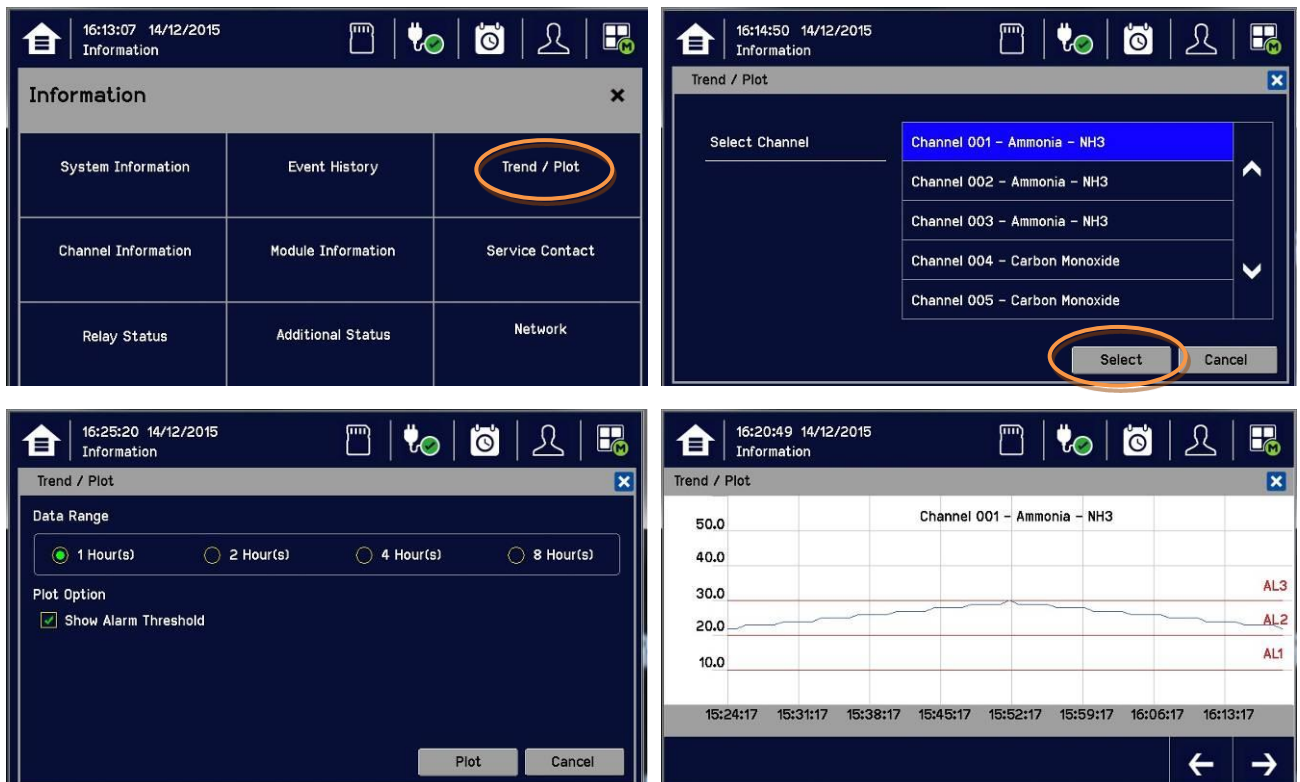 16:13:07 14/12/2015
Information
M
Information
System Information
Event History
Trend / Plot
Channel Information
Module Information
Service Contact
Relay Status
Additional Status
Network
16:14:50 14/12/2015
Information
M
Trend / Plot
Select Channel
Channel 001 - Ammonia - NH3
Channel 002 - Ammonia - NH3
Channel 003 - Ammonia - NH3
Channel 004 - Carbon Monoxide
Channel 005 - Carbon Monoxide
Select Cancel
16:25:20 14/12/2015
Information
M
Trend / Plot
Data Range
1 Hour(s) 2 Hour(s) 4 Hour(s) 8 Hour(s)
Plot Option
Show Alarm Threshold
Plot Cancel
16:20:49 14/12/2015
Information
M
Trend / Plot
Channel 001 - Ammonia - NH3
50.0
40.0
30.0
20.0
10.0
AL3
AL2
AL1
15:24:17 15:31:17 15:38:17 15:45:17 15:52:17 15:59:17 16:06:17 16:13:17